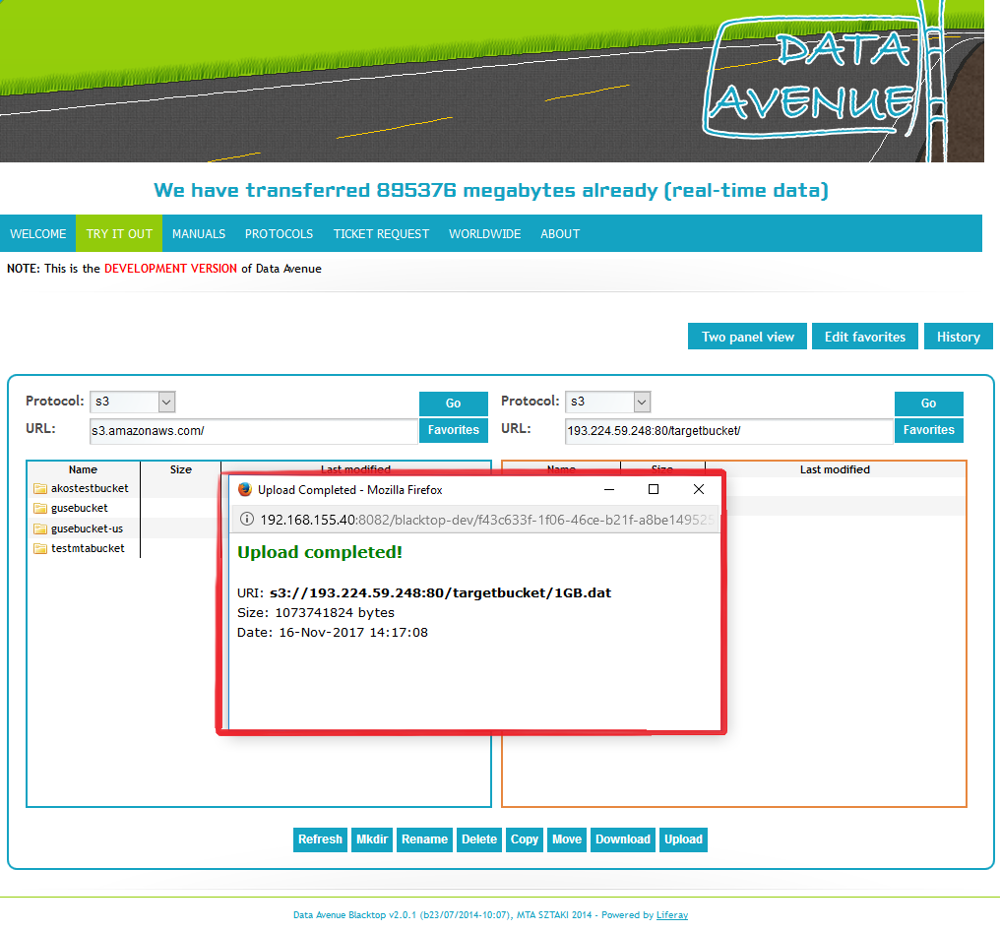 DATA
AVENUE
We have transferred 895376 megabytes already (real-time data)
WELCOME TRY IT OUT MANUALS PROTOCOLS TICKET REQUEST WORLDWIDE ABOUT
NOTE: This is the DEVELOPMENT VERSION of Data Avenue
Two panel view Edit favorites History
Protocol: s3 Go Protocol: s3 Go
URL: s3.amazonaws.com/ Favorites URL: 193.224.59.248:80/targetbucket/ Favorites
Name Size Last modified Name Size Last modified
akostestbucket
gusebucket
gusebucket-us
testmtabucket
Upload Completed - Mozilla Firefox
192.168.155.40:8082/blacktop-dev/f43c633f-1f06-46ce-b21f-a8be149525
Upload completed!
URI: s3://193.224.59.248:80/targetbucket/1GB.dat
Size: 1073741824 bytes
Date: 16-Nov-2017 14:17:08
Refresh Mkdir Rename Delete Copy Move Download Upload
Data Avenue Blacktop v2.0.1 (b23/07/2014-10:07), MTA SZTAKI 2014 - Powered by Liferay